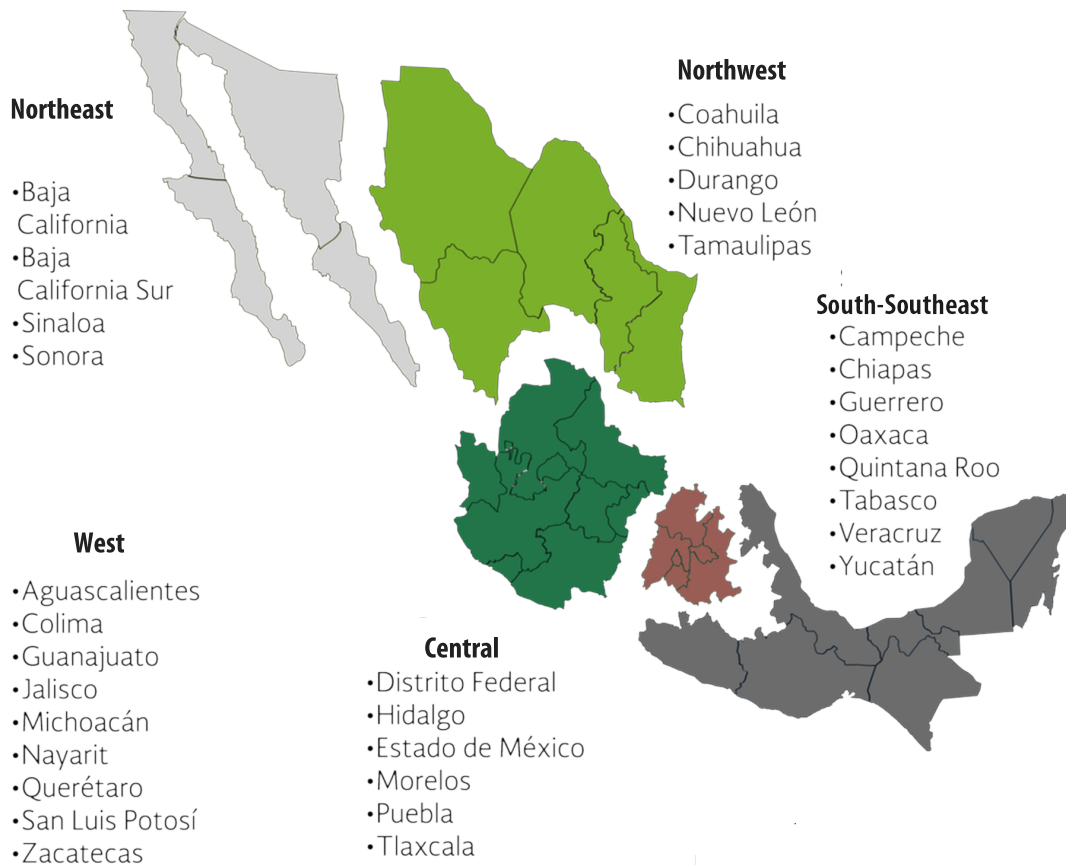 Northeast
•Baja
California
•Baja
California Sur
•Sinaloa
•Sonora
Northwest
•Coahuila
•Chihuahua
•Durango
•Nuevo León
•Tamaulipas
South-Southeast
•Campeche
•Chiapas
•Guerrero
•Oaxaca
•Quintana Roo
•Tabasco
•Veracruz
•Yucatán
West
•Aguascalientes
•Colima
•Guanajuato
•Jalisco
•Michoacán
•Nayarit
•Querétaro
•San Luis Potosí
•Zacatecas
Central
•Distrito Federal
•Hidalgo
•Estado de México
•Morelos
•Puebla
•Tlaxcala